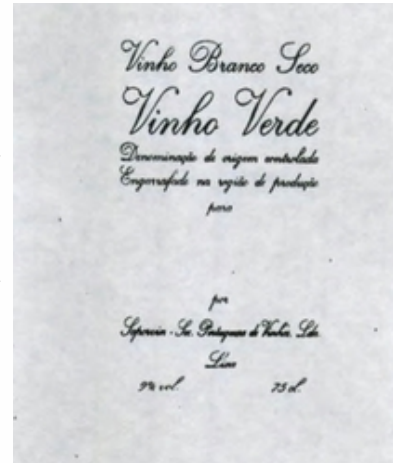 Vinho Branco Seco
Vinho Verde
Denominação de origem controlada
Engarrafado na região de produção
para
por
Soc. Portuguesa de Vinhos, Lda.
9% vol. 75 cl.